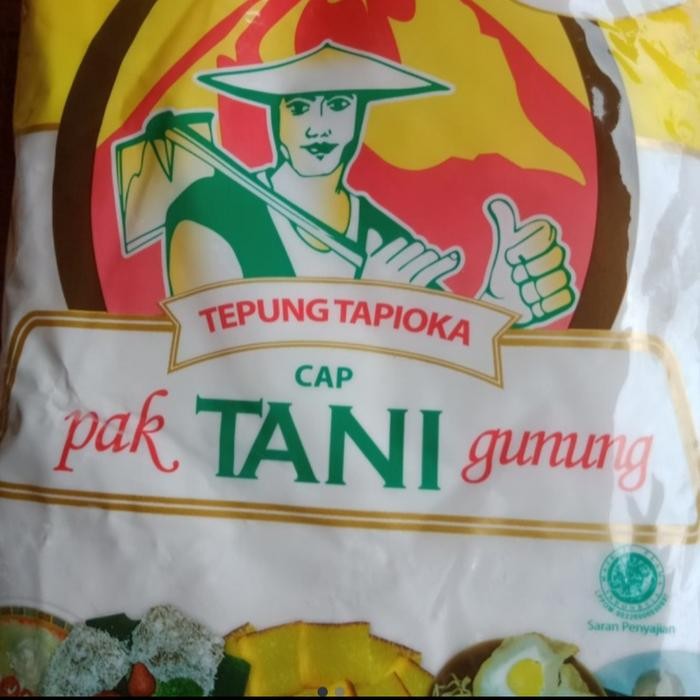 TEPUNG TAPIOKA
CAP
pak TANI gunung
Saran Penyajian